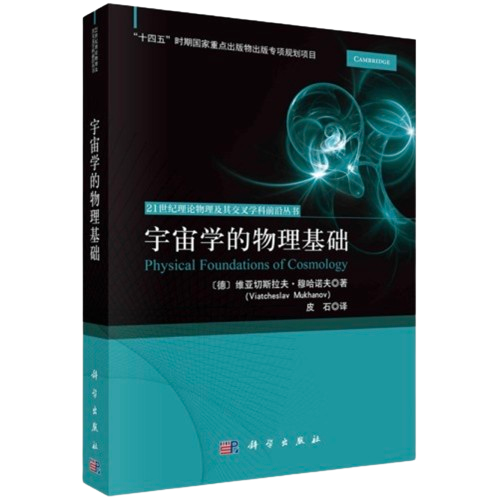 "十四五"时期国家重点出版物出版专项规划项目
CAMBRIDGE
21世纪理论物理及其交叉学科前沿丛书
宇宙学的物理基础
Physical Foundations of Cosmology
〔德〕维亚切斯拉夫·穆哈诺夫◎著
(Viatcheslav Mukhanov)
皮 石◎译
科学出版社
宇宙学的物理基础
科学出版社